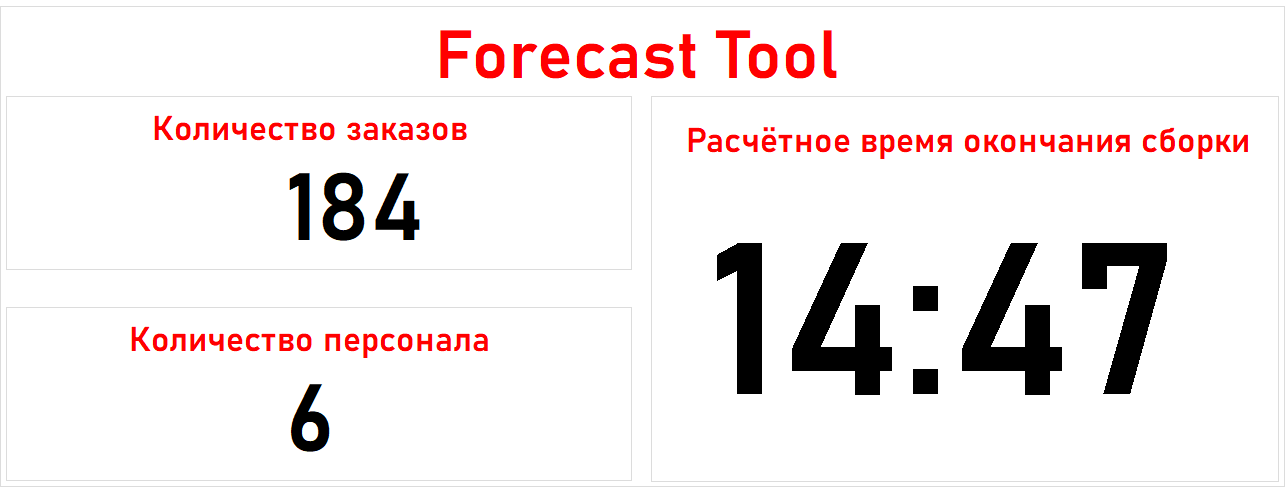 Forecast Tool
Количество заказов
184
Количество персонала
6
Расчётное время окончания сборки
14:47